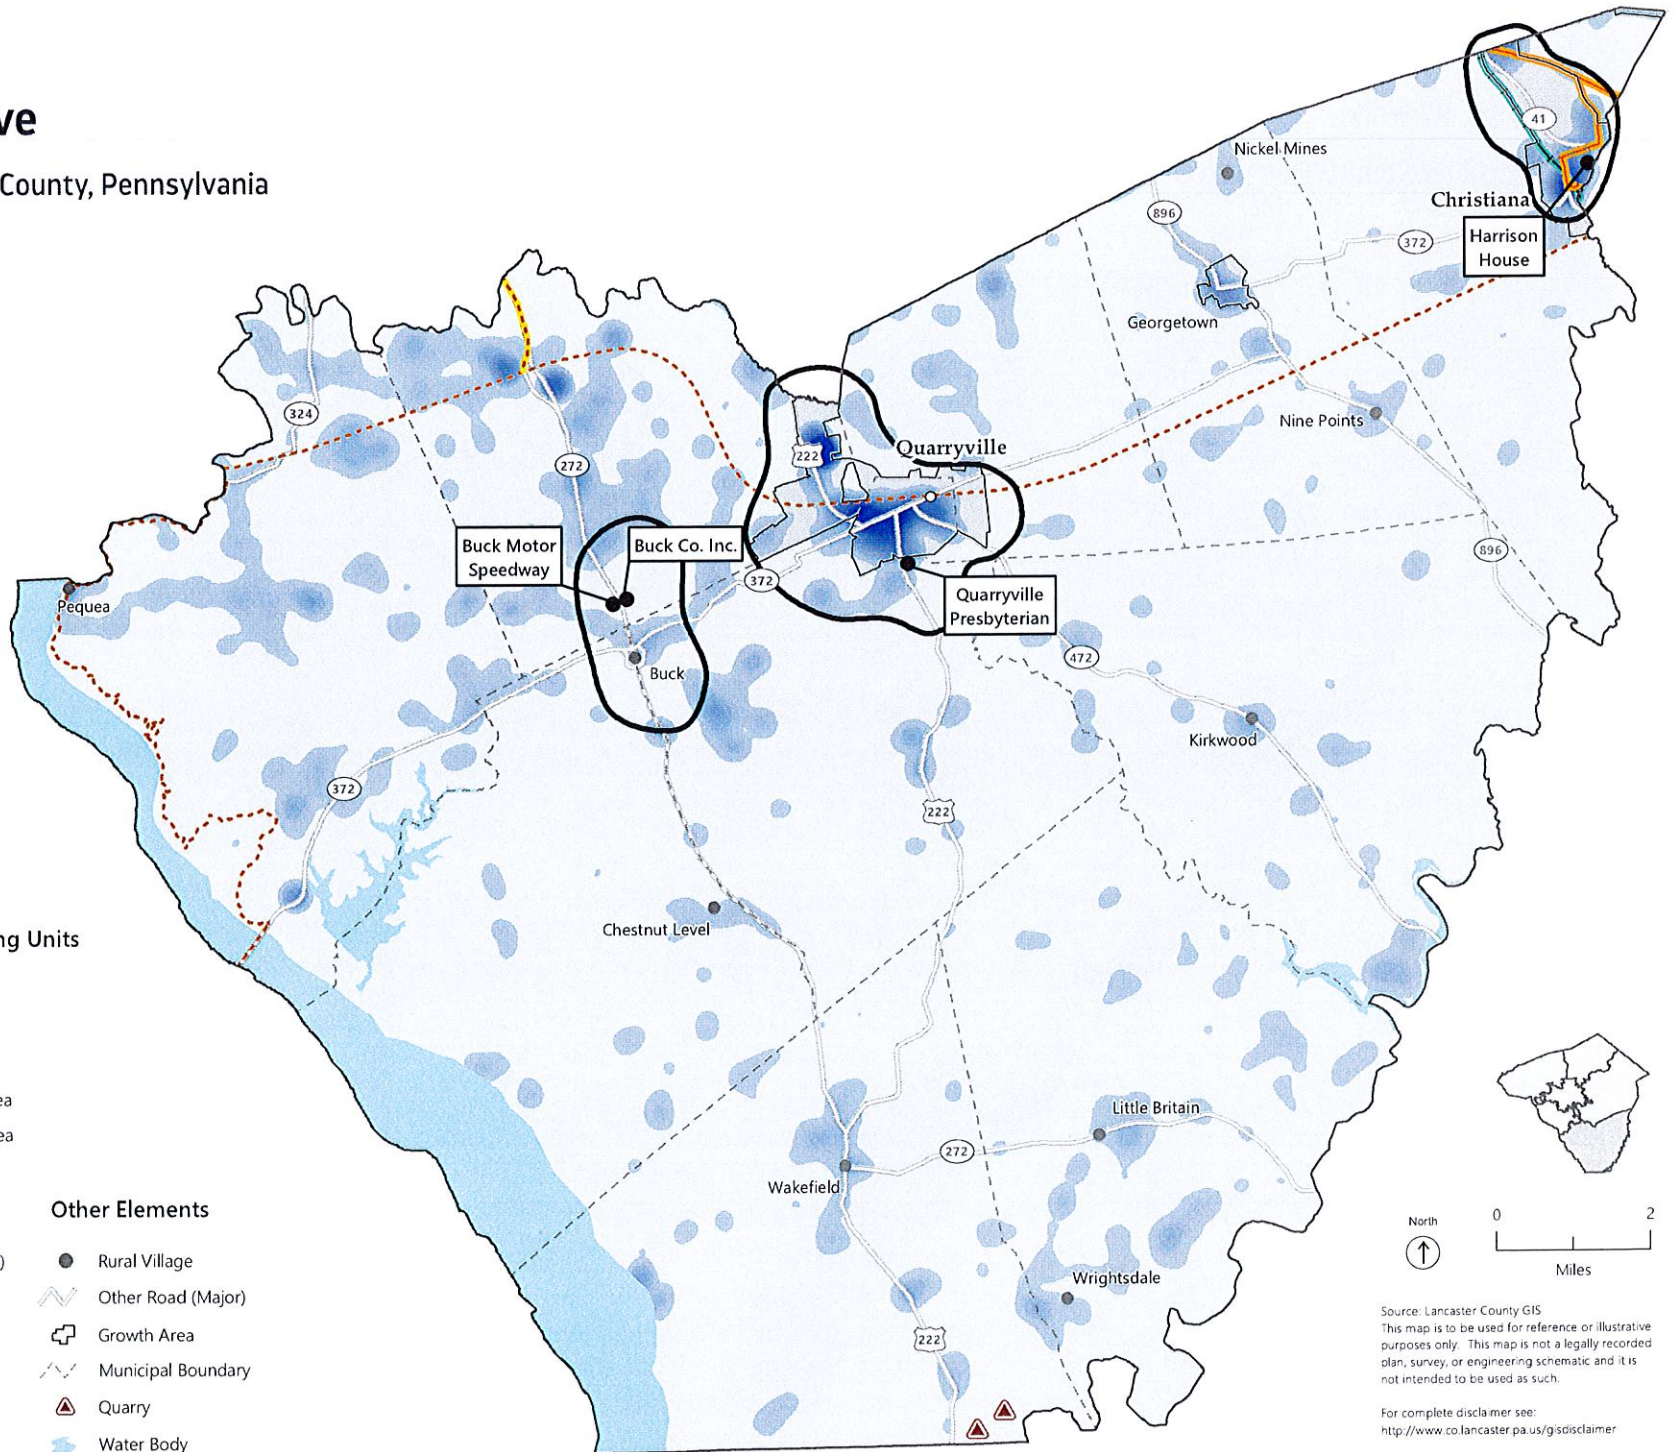 ve
County, Pennsylvania
41
Nickel Mines
Christiana
896
372
Harrison
House
Georgetown
324
Nine Points
Quarryville
222
272
Buck Motor
Speedway
Buck Co. Inc.
896
372
Pequea
Quarryville
Presbyterian
472
Buck
Kirkwood
372
222
Chestnut Level
ng Units
Little Britain
ea
ea
272
Wakefield
Other Elements
North
0
2
Miles
)
Rural Village
Other Road (Major)
Wrightsdale
Growth Area
222
Municipal Boundary
Quarry
Water Body
Source: Lancaster County GIS
This map is to be used for reference or illustrative
purposes only. This map is not a legally recorded
plan, survey, or engineering schematic and it is
not intended to be used as such.
For complete disclaimer see:
http://www.co.lancaster.pa.us/gisdisclaimer